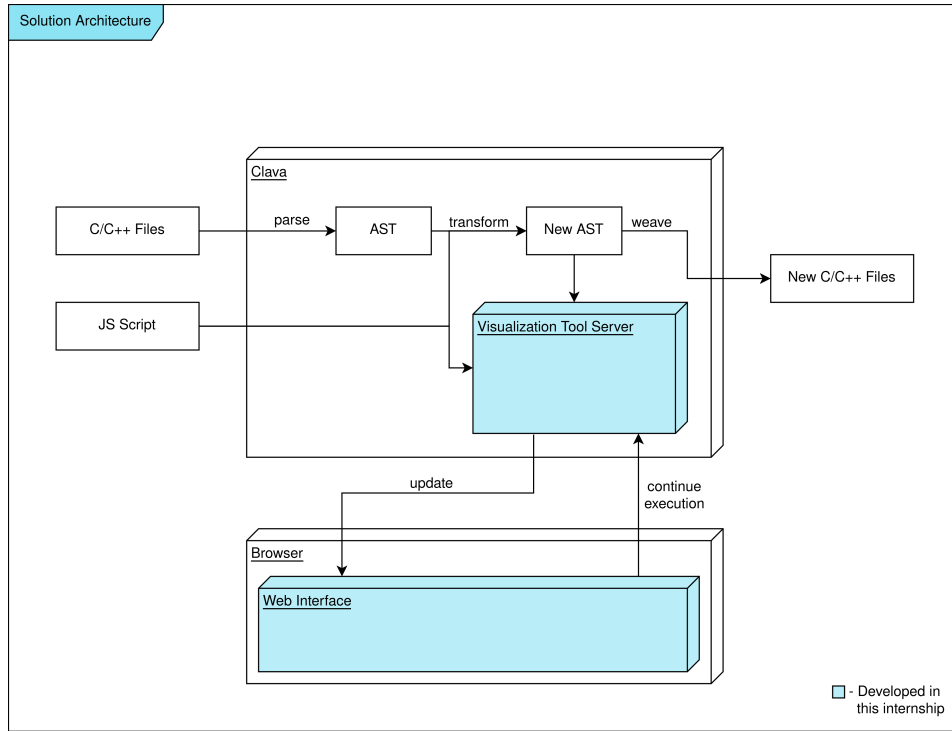 Solution Architecture
Clava
C/C++ Files
parse
AST
transform
New AST
weave
New C/C++ Files
JS Script
Visualization Tool Server
update
continue
execution
Browser
Web Interface
- Developed in
this internship